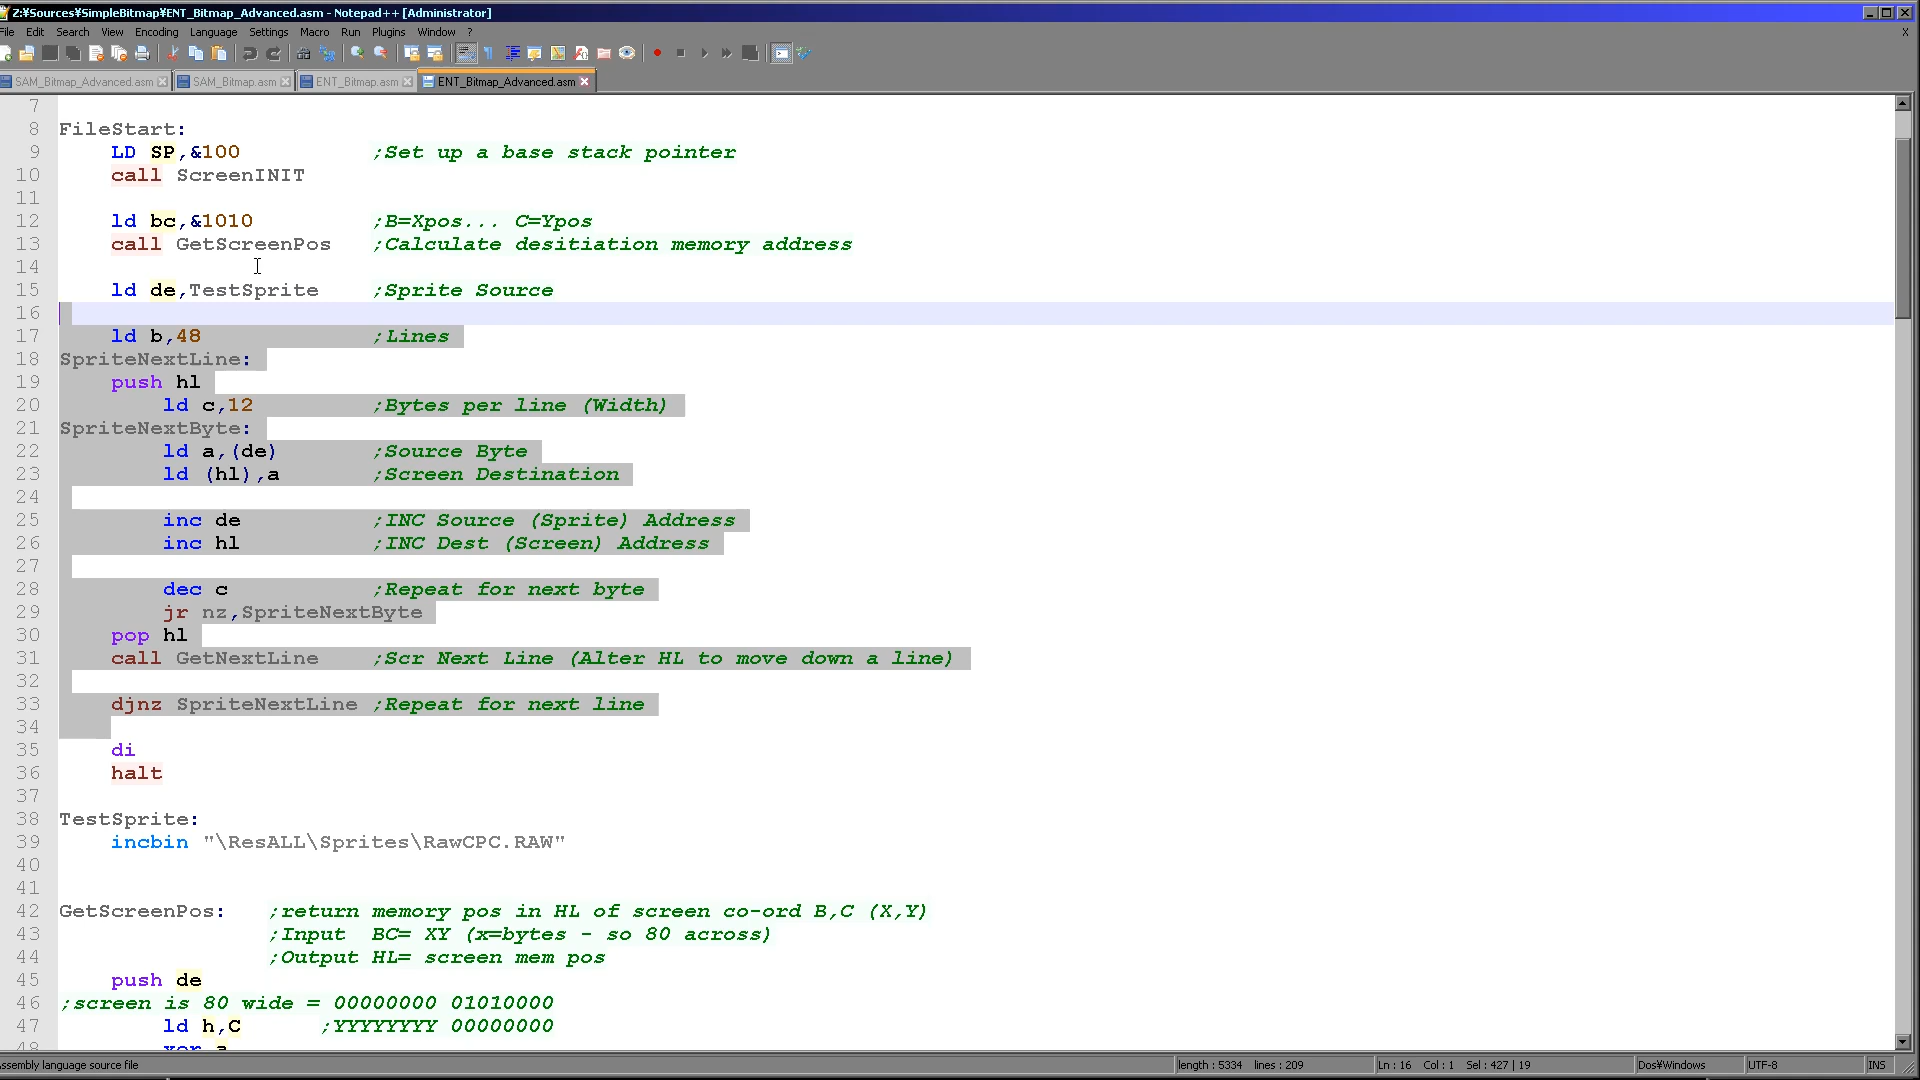 Z:¥Sources¥SimpleBitmap¥ENT_Bitmap_Advanced.asm - Notepad++ [Administrator]
File Edit Search View Encoding Language Settings Macro Run Plugins Window ? X
SAM_Bitmap_Advanced.asm SAM_Bitmap.asm ENT_Bitmap.asm ENT_Bitmap_Advanced.asm
7
8 FileStart:
9 LD SP,&100 ;Set up a base stack pointer
10 call ScreenINIT
11
12 ld bc,&1010 ;B=Xpos... C=Ypos
13 call GetScreenPos ;Calculate desitiation memory address
14
15 ld de,TestSprite ;Sprite Source
16
17 ld b,48 ;Lines
18 SpriteNextLine:
19 push hl
20 ld c,12 ;Bytes per line (Width)
21 SpriteNextByte:
22 ld a,(de) ;Source Byte
23 ld (hl),a ;Screen Destination
24
25 inc de ;INC Source (Sprite) Address
26 inc hl ;INC Dest (Screen) Address
27
28 dec c ;Repeat for next byte
29 jr nz,SpriteNextByte
30 pop hl
31 call GetNextLine ;Scr Next Line (Alter HL to move down a line)
32
33 djnz SpriteNextLine ;Repeat for next line
34
35 di
36 halt
37
38 TestSprite:
39 incbin "\ResALL\Sprites\RawCPC.RAW"
40
41
42 GetScreenPos: ;return memory pos in HL of screen co-ord B,C (X,Y)
43 ;Input BC= XY (x=bytes - so 80 across)
44 ;Output HL= screen mem pos
45 push de
46 ;screen is 80 wide = 00000000 01010000
47 ld h,C ;YYYYYYYY 00000000
48 xor a
ssembly language source file length : 5334 lines : 209 Ln : 16 Col : 1 Sel : 427 | 19 Dos¥Windows UTF-8 INS